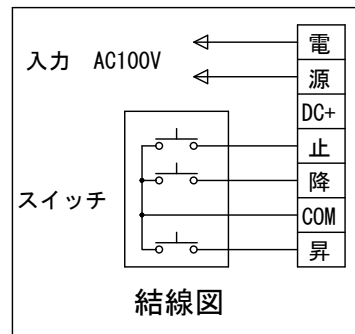 入力 AC100V
電
源
DC+
止
降
COM
昇
スイッチ
結線図